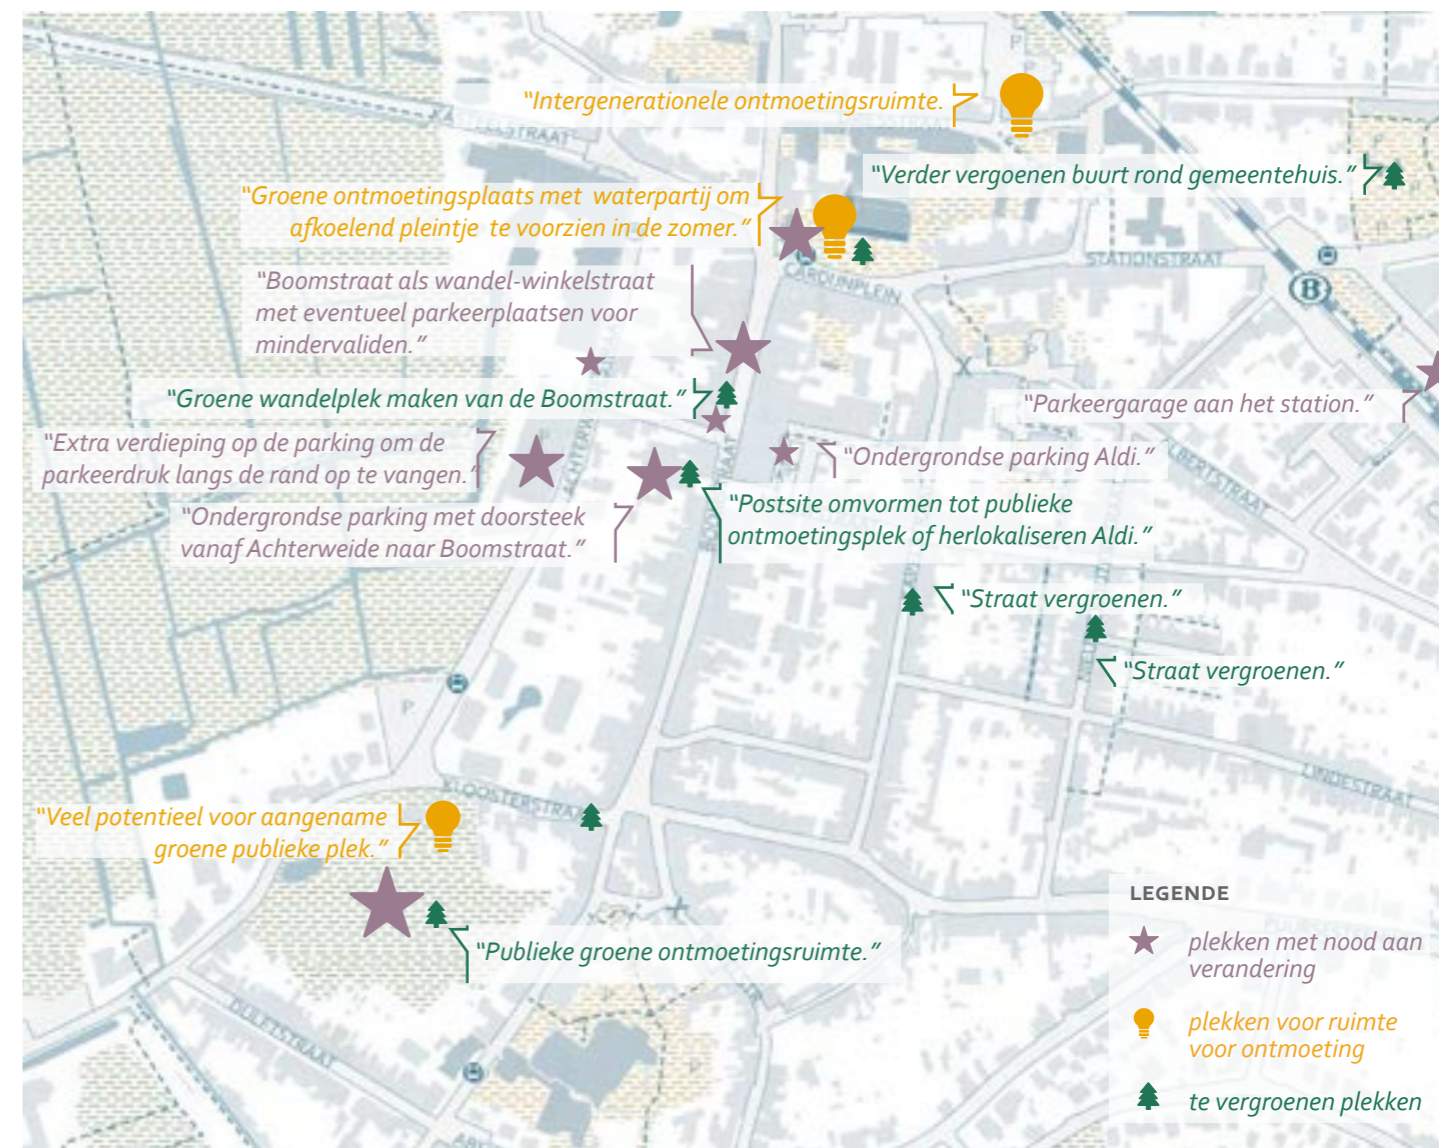 P
"Intergenerationele ontmoetingsruimte.
KASTEELSTRAAT
"Verder vergoenen buurt rond gemeentehuis."
"Groene ontmoetingsplaats met waterpartij om
afkoelend pleintje te voorzien in de zomer."
STATIONSTRAAT
CARDIJNPLEIN
B
"Boomstraat als wandel-winkelstraat
met eventueel parkeerplaatsen voor
mindervaliden."
"Groene wandelplek maken van de Boomstraat."
"Parkeergarage aan het station."
"Extra verdieping op de parking om de
parkeerdruk langs de rand op te vangen."
"Ondergrondse parking Aldi."
"Ondergrondse parking met doorsteek
vanaf Achterweide naar Boomstraat."
"Postsite omvormen tot publieke
ontmoetingsplek of herlokaliseren Aldi."
"Straat vergroenen."
"Straat vergroenen."
P
LINDESTRAAT
KLOOSTERSTRAAT
"Veel potentieel voor aangename
groene publieke plek."
"Publieke groene ontmoetingsruimte."
DULFTSTRAAT
P
LEGENDE
plekken met nood aan
verandering
plekken voor ruimte
voor ontmoeting
te vergroenen plekken